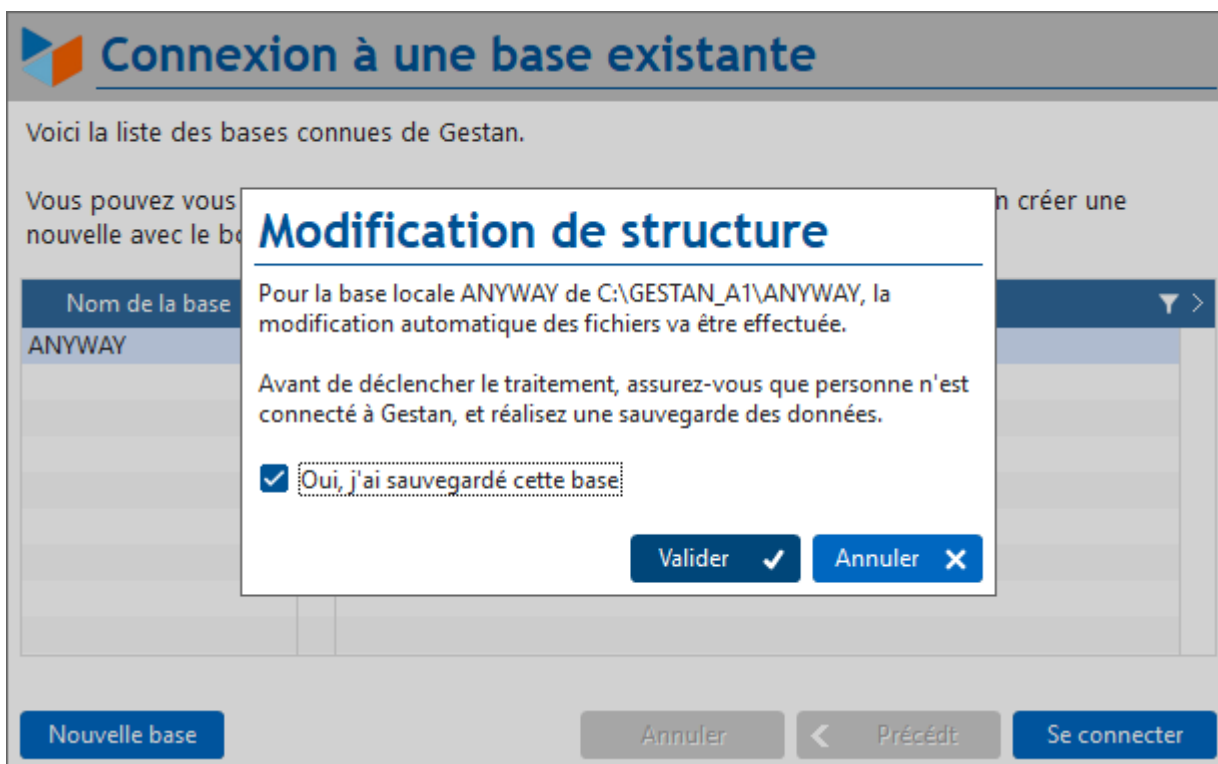 Connexion à une base existante
Voici la liste des bases connues de Gestan.
Vous pouvez vous
n créer une
nouvelle avec le bo
Nom de la base
ANYWAY
Modification de structure
Pour la base locale ANYWAY de C:\GESTAN_A1\ANYWAY, la
modification automatique des fichiers va être effectuée.
Avant de déclencher le traitement, assurez-vous que personne n'est
connecté à Gestan, et réalisez une sauvegarde des données.
Oui, j'ai sauvegardé cette base
Valider
Annuler
Nouvelle base
Annuler
Précédt
Se connecter